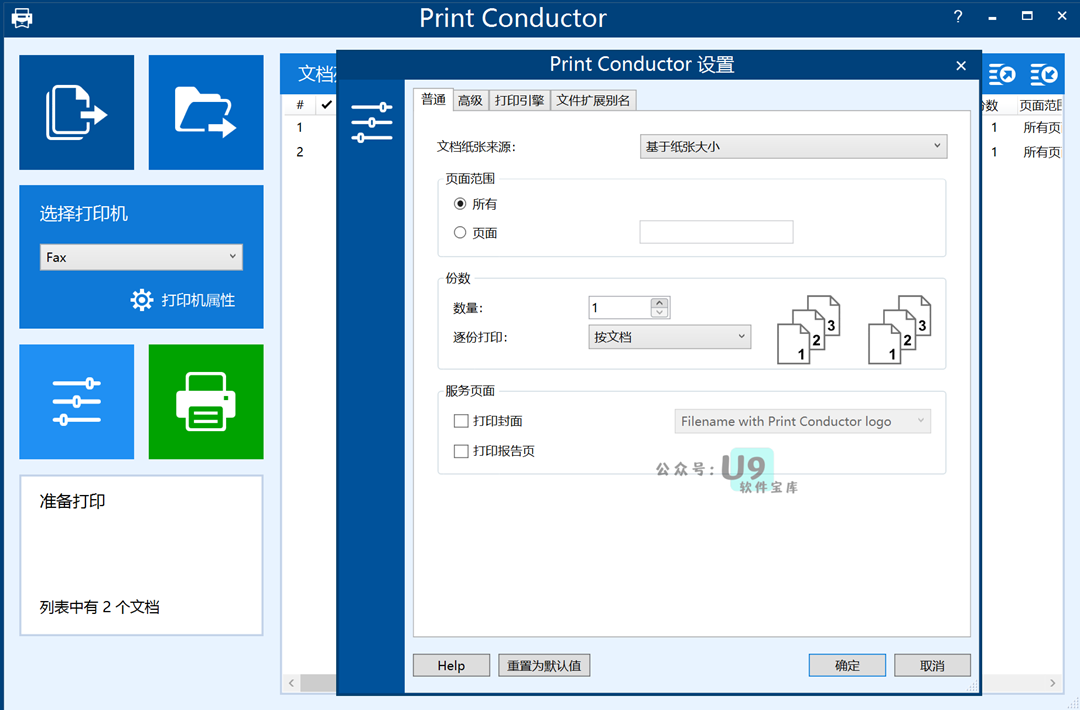 Print Conductor
?
选择打印机
Fax
打印机属性
准备打印
列表中有 2 个文档
文档
#
1
2
份数
页面范围
1
所有页
1
所有页
Print Conductor 设置
普通
高级
打印引擎
文件扩展别名
文档纸张来源:
基于纸张大小
页面范围
所有
页面
份数
数量:
1
逐份打印:
按文档
1
2
3
1
2
3
服务页面
打印封面
Filename with Print Conductor logo
打印报告页
公众号:
U9
软件宝库
Help
重置为默认值
确定
取消